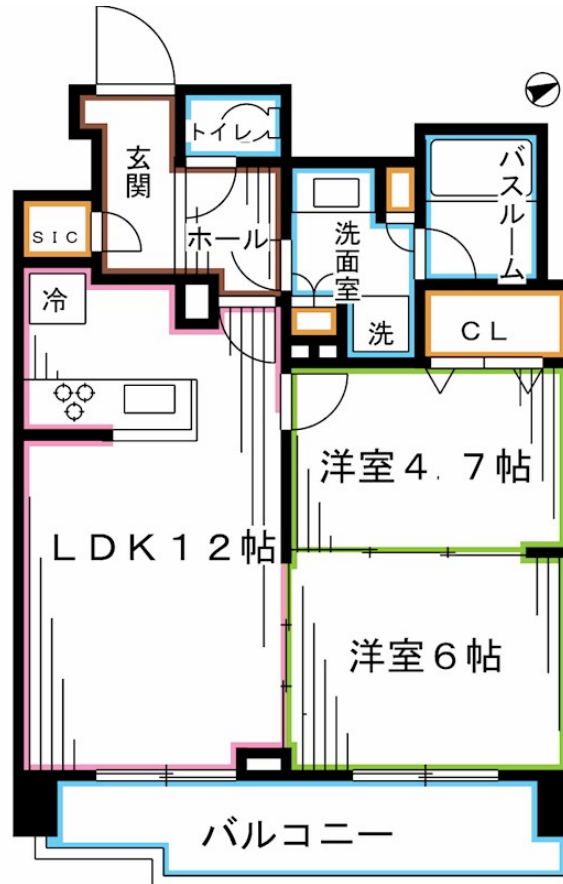 トイレ
玄関
バスルーム
SIC
ホール
洗面室
冷
洗
CL
洋室4.7帖
LDK12帖
洋室6帖
バルコニー